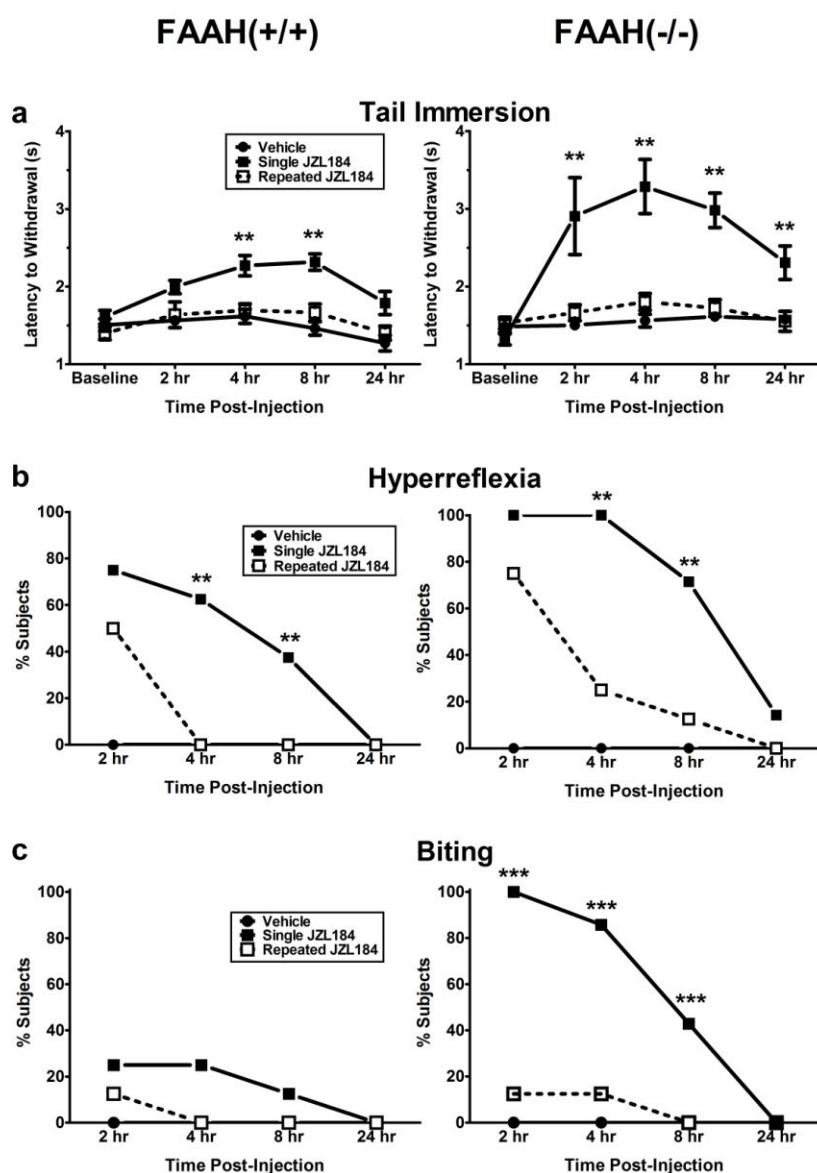 FAAH(+/+) FAAH(-/-)
a Tail Immersion
4 4
Vehicle
Single JZL184
Repeated JZL184
** ** ** ** ** **
3 3
2 2
1 1
Latency to Withdrawal (s) Latency to Withdrawal (s)
Baseline 2 hr 4 hr 8 hr 24 hr Baseline 2 hr 4 hr 8 hr 24 hr
Time Post-Injection Time Post-Injection
b Hyperreflexia
100 100
Vehicle
Single JZL184
Repeated JZL184
** ** ** **
80 80
60 60
40 40
20 20
0 0
% Subjects % Subjects
2 hr 4 hr 8 hr 24 hr 2 hr 4 hr 8 hr 24 hr
Time Post-Injection Time Post-Injection
c Biting
100 100
Vehicle
Single JZL184
Repeated JZL184
*** *** ***
80 80
60 60
40 40
20 20
0 0
% Subjects % Subjects
2 hr 4 hr 8 hr 24 hr 2 hr 4 hr 8 hr 24 hr
Time Post-Injection Time Post-Injection